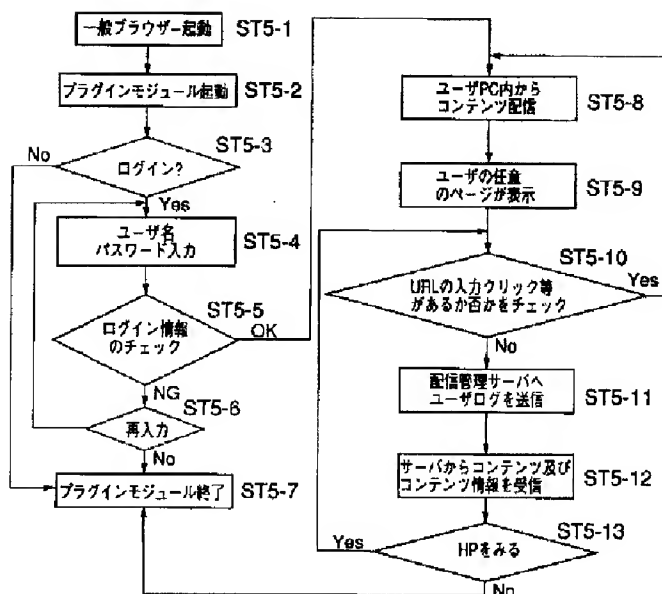 一般ブラウザー起動
ST5-1
プラグインモジュール起動
ST5-2
ST5-3
No
ログイン?
Yes
ユーザ名
パスワード入力
ST5-4
ST5-5
ログイン情報
のチェック
OK
NG
ST5-6
再入力
No
プラグインモジュール終了
ST5-7
ユーザPC内から
コンテンツ配信
ST5-8
ユーザの任意
のページが表示
ST5-9
ST5-10
URLの入力クリック等
があるか否かをチェック
Yes
No
配信管理サーバへ
ユーザログを送信
ST5-11
サーバからコンテンツ及び
コンテンツ情報を受信
ST5-12
ST5-13
Yes
HPをみる
No